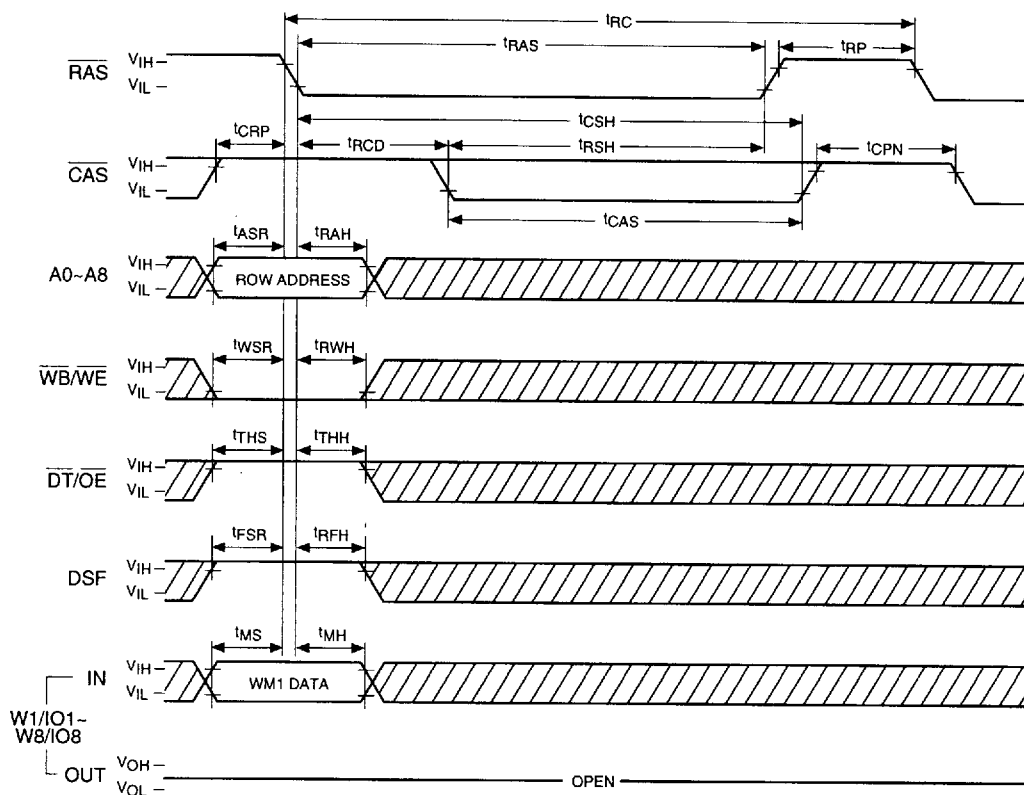 tRC
tRAS tRP
RAS VIH
VIL
tCSH
tCRP tRCD tRSH tCPN
CAS VIH
VIL
tCAS
tASR tRAH
A0~A8 VIH
VIL
ROW ADDRESS
tWSR tRWH
WB/WE VIH
VIL
tTHS tTHH
DT/OE VIH
VIL
tFSR tRFH
DSF VIH
VIL
tMS tMH
IN VIH
VIL
WM1 DATA
W1/IO1~
W8/IO8
OUT VOH
VOL
OPEN